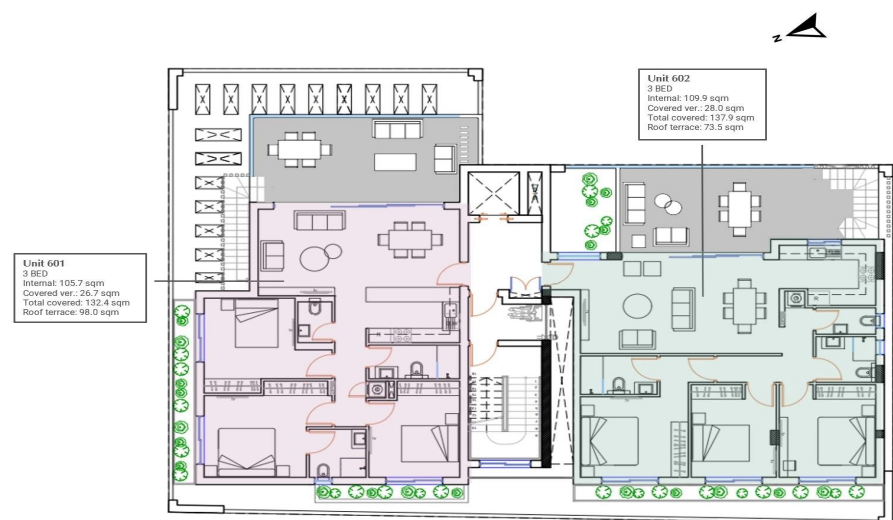 N
Unit 602
3 BED
Internal: 109.9 sqm
Covered ver.: 28.0 sqm
Total covered: 137.9 sqm
Roof terrace: 73.5 sqm
Unit 601
3 BED
Internal: 105.7 sqm
Covered ver.: 26.7 sqm
Total covered: 132.4 sqm
Roof terrace: 98.0 sqm